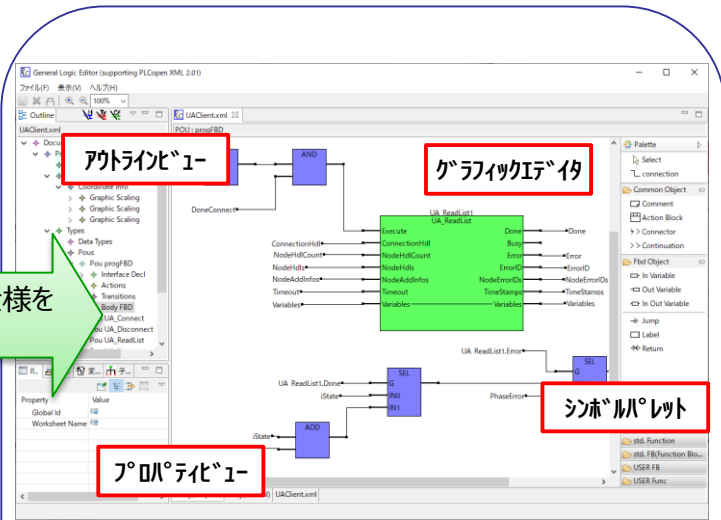 General Logic Editor (supporting PLCopen XML 2.01)
ファイル(F) 表示(V) ヘルプ(H)
100%
Outline
UAClient.xml
UAClient.xml
POU : progFBD
アウトラインビュー
Docu
Coordinate Info
Graphic Scaling
Graphic Scaling
Graphic Scaling
Types
Data Types
Pous
Pou progFBD
Interface Decl
Actions
Transitions
Body FBD
Pou UA_Connect
Pou UA_Disconnect
Pou UA_ReadList
様を
Property Value
Global Id
Worksheet Name
プロパティビュー
グラフィックエディタ
AND
DoneConnect
UA_ReadList1
UA_ReadList
Execute Done Done
ConnectionHdl ConnectionHdl Busy
NodeHdlCount NodeHdlCount Error Error
NodeHdls NodeHdls ErrorID ErrorID
NodeAddInfos NodeAddInfos NodeErrorIDs NodeErrorIDs
Timeout Timeout TimeStamps TimeStamps
Variables Variables Variables Variables
UA_ReadList1.Error
SEL
G
PhaseError
SEL
UA_ReadList1.Done G
iState IN0
IN1
ADD
iState
シンボルパレット
Palette
Select
connection
Common Object
Comment
Action Block
Connector
Continuation
Fbd Object
In Variable
Out Variable
In Out Variable
Jump
Label
Return
std. Function
std. FB(Function Blo...
USER FB
USER Func
UAClient.xml